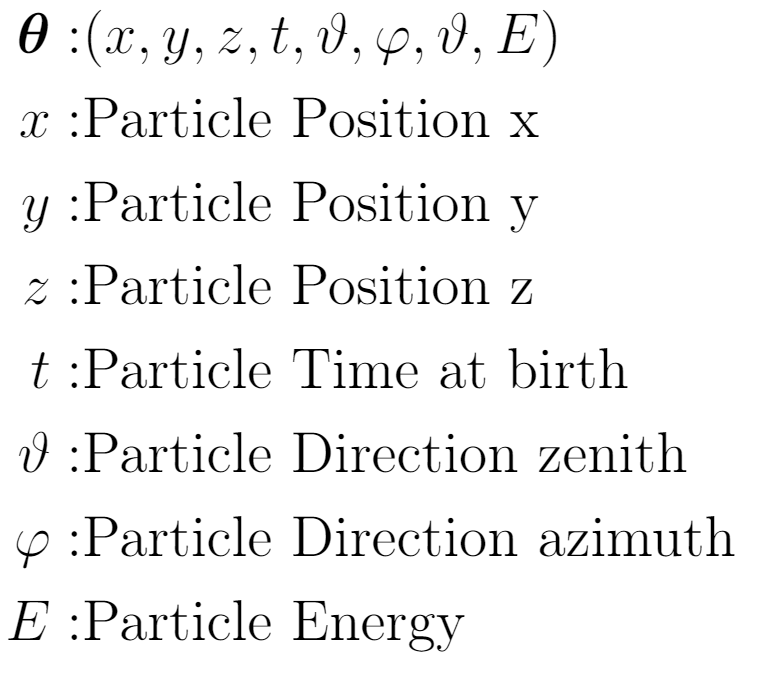 𝜽 :(x, y, z, t, ϑ, φ, ϑ, E)
x :Particle Position x
y :Particle Position y
z :Particle Position z
t :Particle Time at birth
ϑ :Particle Direction zenith
φ :Particle Direction azimuth
E :Particle Energy